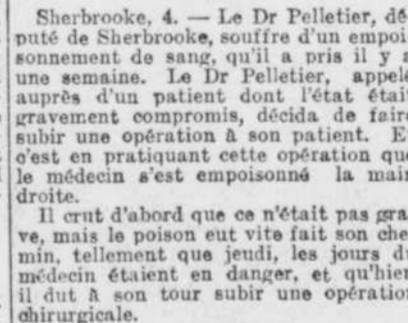 Sherbrooke, 4. — Le Dr Pelletier, dé-
puté de Sherbrooke, souffre d'un empoi-
sonnement de sang, qu'il a pris il y a
une semaine. Le Dr Pelletier, appelé
auprès d'un patient dont l'état était
gravement compromis, décida de faire
subir une opération à son patient. Et
c'est en pratiquant cette opération que
le médecin s'est empoisonné la main
droite.
Il crut d'abord que ce n'était pas gra-
ve, mais le poison eut vite fait son che-
min, tellement que jeudi, les jours du
médecin étaient en danger, et qu'hier
il dut à son tour subir une opération
chirurgicale.